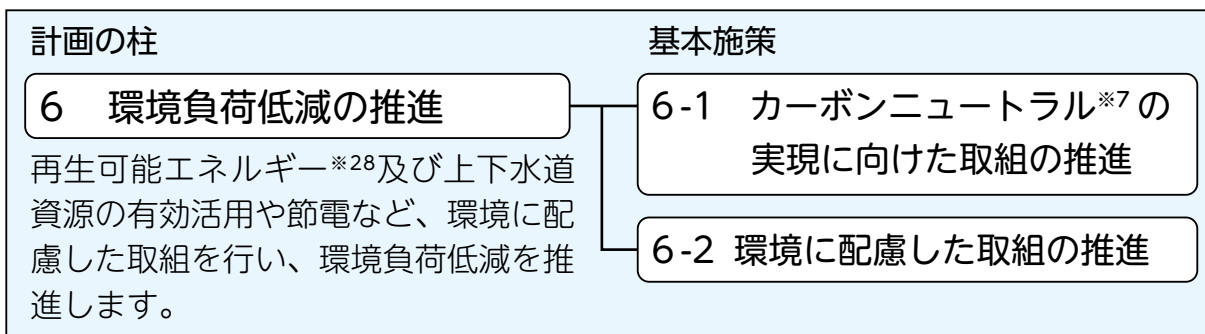 計画の柱
6 環境負荷低減の推進
再生可能エネルギー※28及び上下水道
資源の有効活用や節電など、環境に配
慮した取組を行い、環境負荷低減を推
進します。
基本施策
6-1 カーボンニュートラル※7の
実現に向けた取組の推進
6-2 環境に配慮した取組の推進